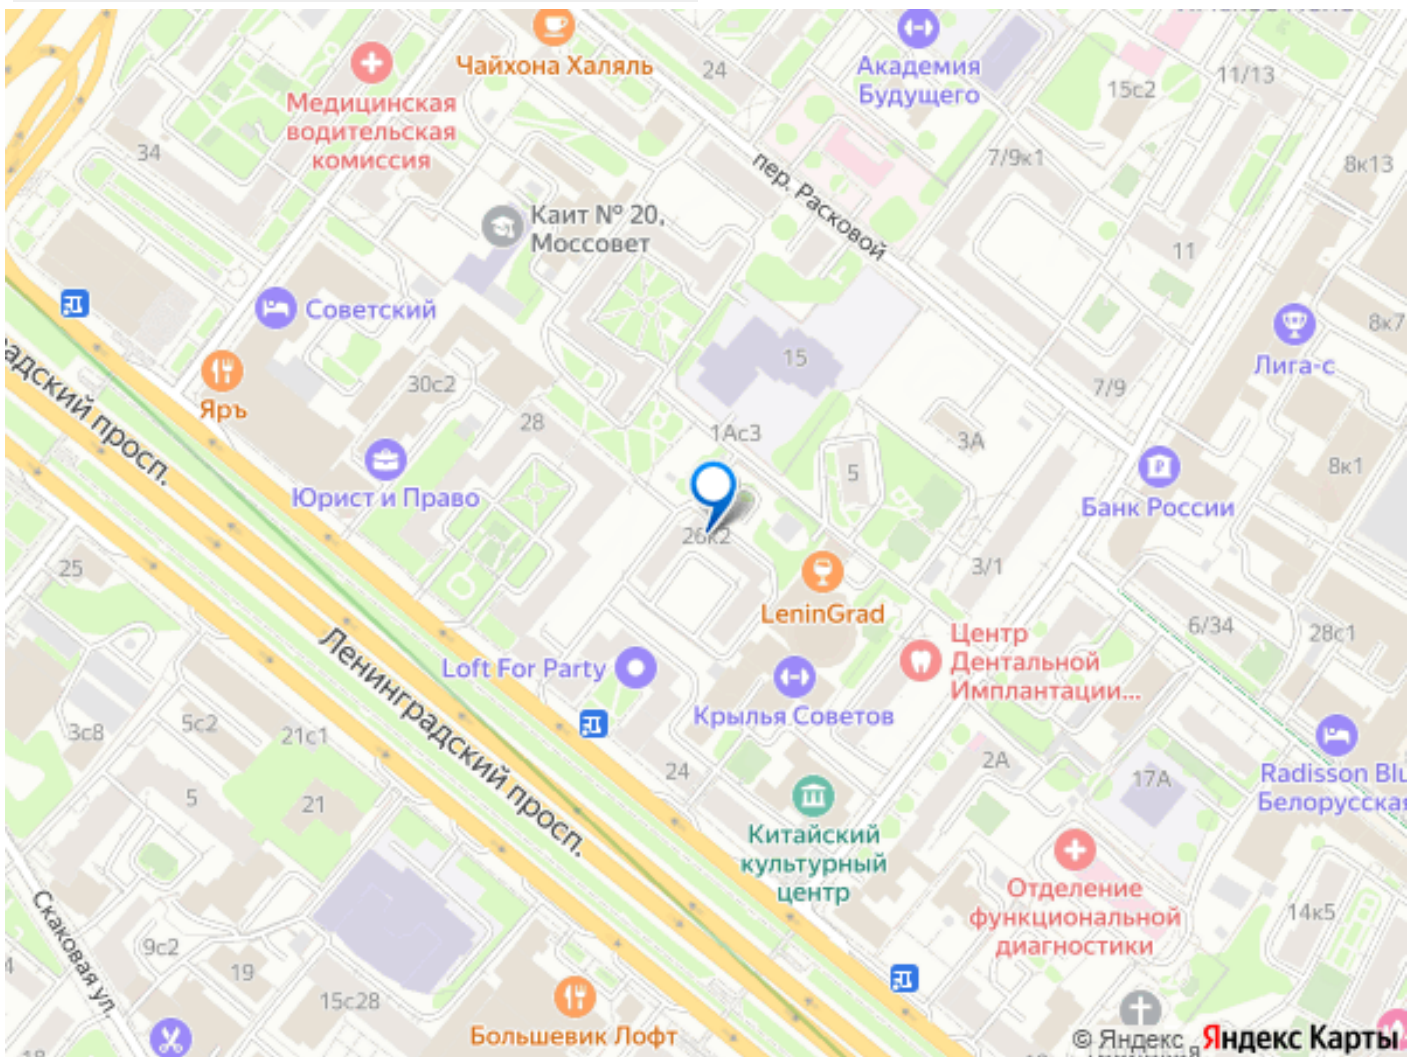 Чайхона Халяль
24
Академия
Будущего
11/13
15с2
Медицинская
водительская
комиссия
34
7/9к1
8к13
пер. Расковой
Каит № 20,
Моссовет
11
Советский
15
8к7
Лига-с
Яръ
30с2
28
7/9
1Ас3
3А
Ленинградский просп.
Юрист и Право
5
8к1
Банк России
26к2
25
3/1
LeninGrad
6/34
28с1
Центр
Дентальной
Имплантации...
Loft For Party
Крылья Советов
3с8
5с2
21с1
24
2А
17А
Radisson Blu
Белорусская
5
21
Китайский
культурный
центр
Отделение
функциональной
диагностики
14к5
Скаковая ул.
9с2
19
15с28
Большевик Лофт
© Яндекс Яндекс Карты